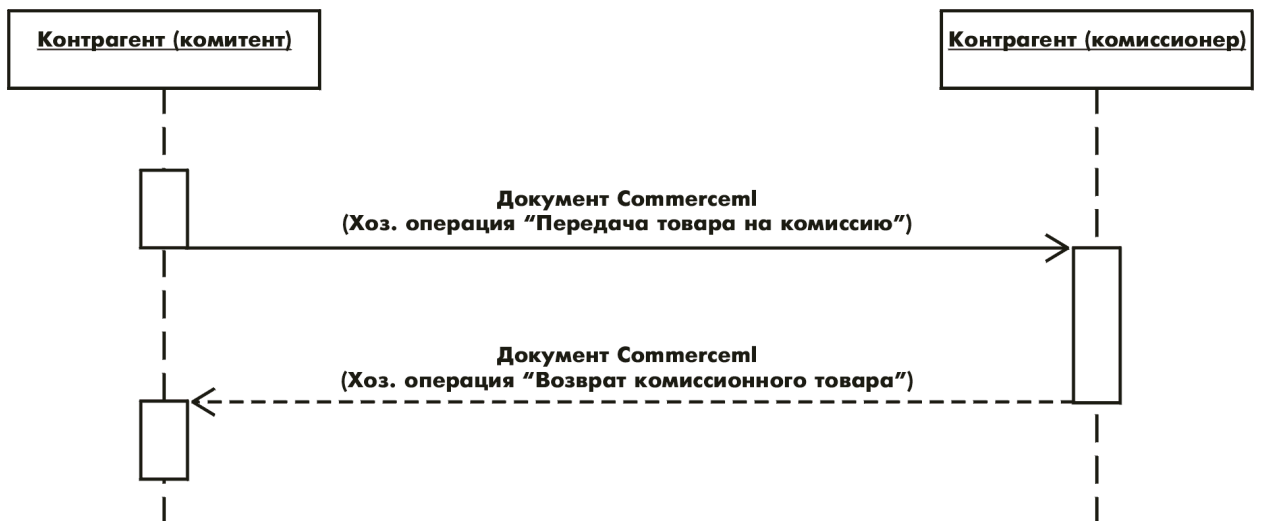 Контрагент (комитент)
Контрагент (комиссионер)
Документ Commerceml
(Хоз. операция “Передача товара на комиссию”)
Документ Commerceml
(Хоз. операция “Возврат комиссионного товара”)